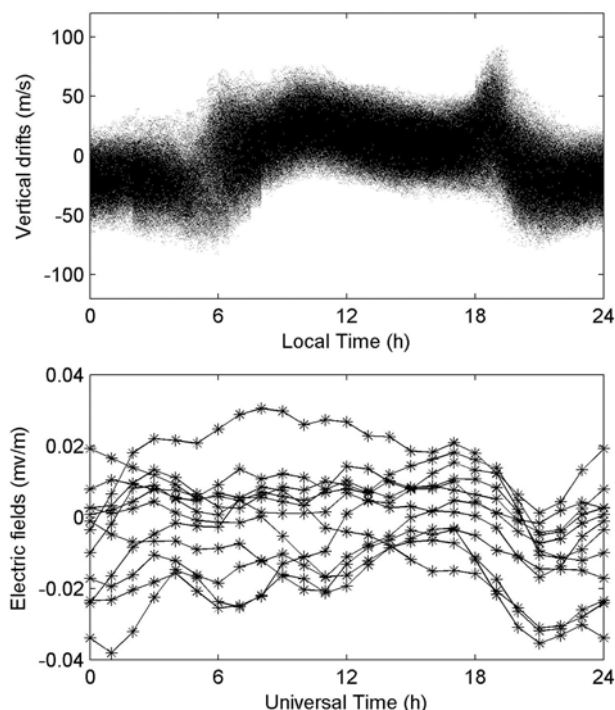 100
50
0
-50
-100
Vertical drifts (m/s)
0 6 12 18 24
Local Time (h)
0.04
0.02
0
-0.02
-0.04
Electric fields (mv/m)
0 6 12 18 24
Universal Time (h)